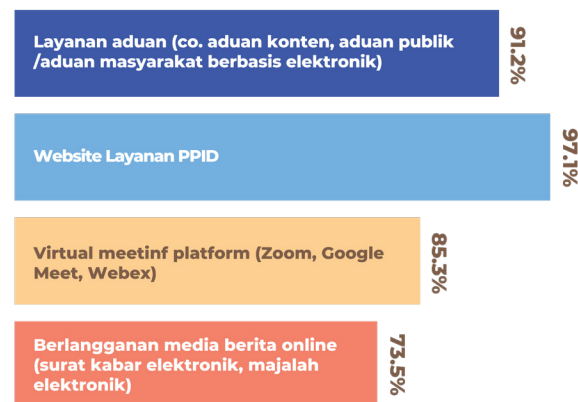 Layanan aduan (co. aduan konten, aduan publik
/aduan masyarakat berbasis elektronik)
91.2%
Website Layanan PPID
97.1%
Virtual meetinf platform (Zoom, Google
Meet, Webex)
85.3%
Berlangganan media berita online
(surat kabar elektronik, majalah
elektronik)
73.5%